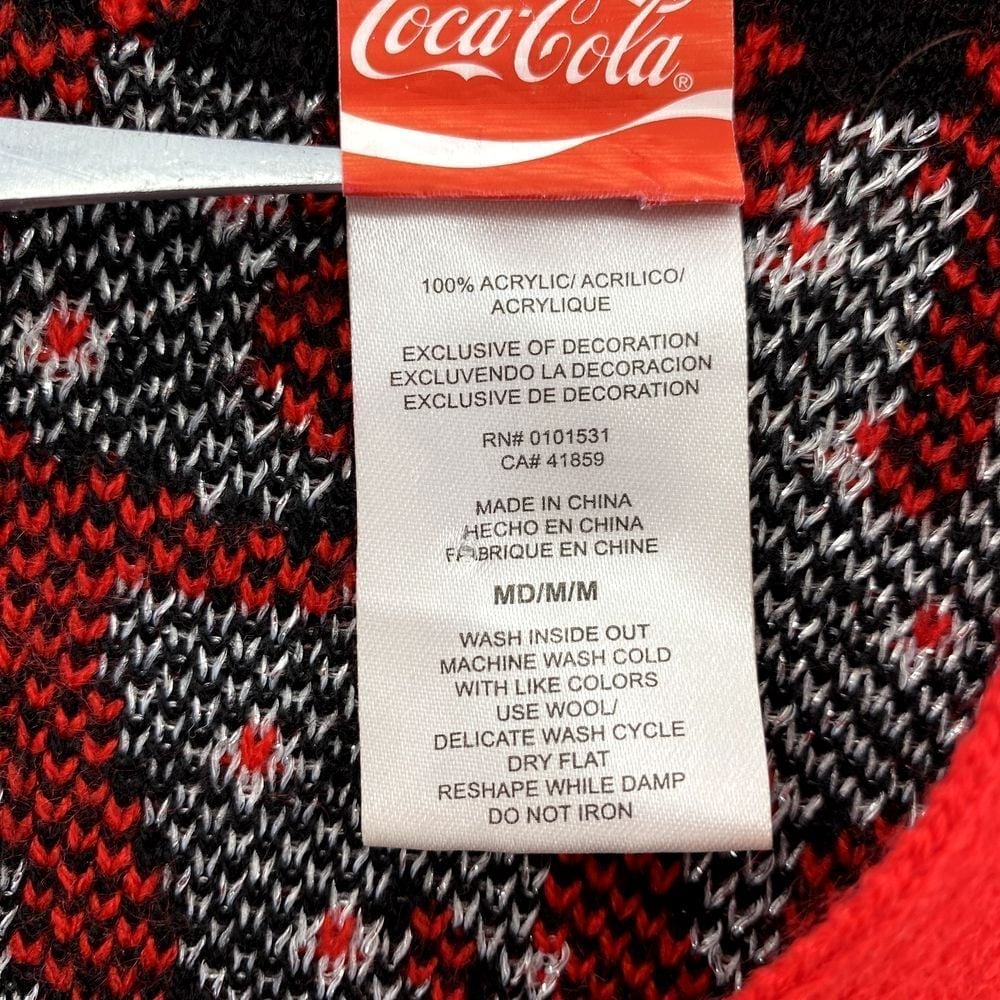 Coca-Cola®
100% ACRYLIC/ ACRILICO/
ACRYLIQUE
EXCLUSIVE OF DECORATION
EXCLUVENDO LA DECORACION
EXCLUSIVE DE DECORATION
RN# 0101531
CA# 41859
MADE IN CHINA
HECHO EN CHINA
FABRIQUE EN CHINE
MD/M/M
WASH INSIDE OUT
MACHINE WASH COLD
WITH LIKE COLORS
USE WOOL/
DELICATE WASH CYCLE
DRY FLAT
RESHAPE WHILE DAMP
DO NOT IRON